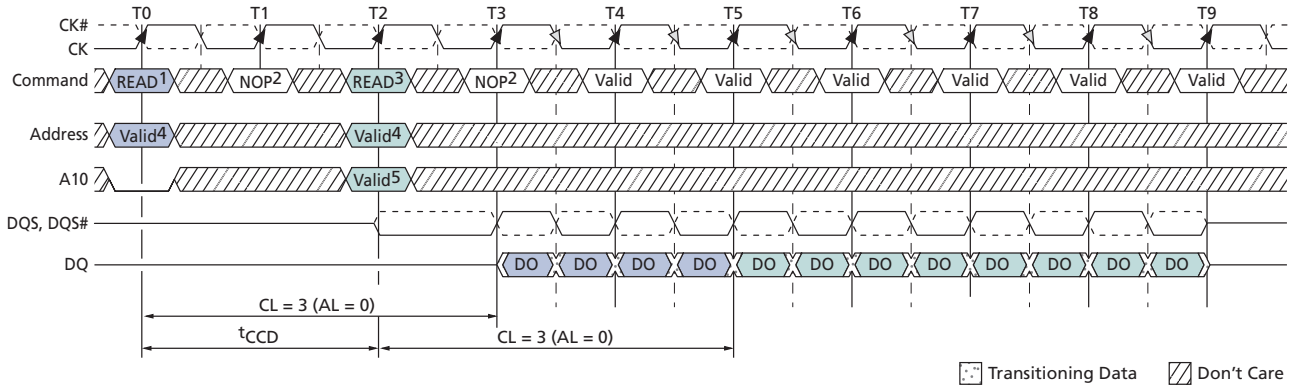 T0 T1 T2 T3 T4 T5 T6 T7 T8 T9
CK#
CK
Command READ1 NOP2 READ3 NOP2 Valid Valid Valid Valid Valid Valid
Address Valid4 Valid4
A10 Valid5
DQS, DQS#
DQ DO DO DO DO DO DO DO DO DO DO DO DO
CL = 3 (AL = 0)
tCCD CL = 3 (AL = 0)
Transitioning Data Don't Care